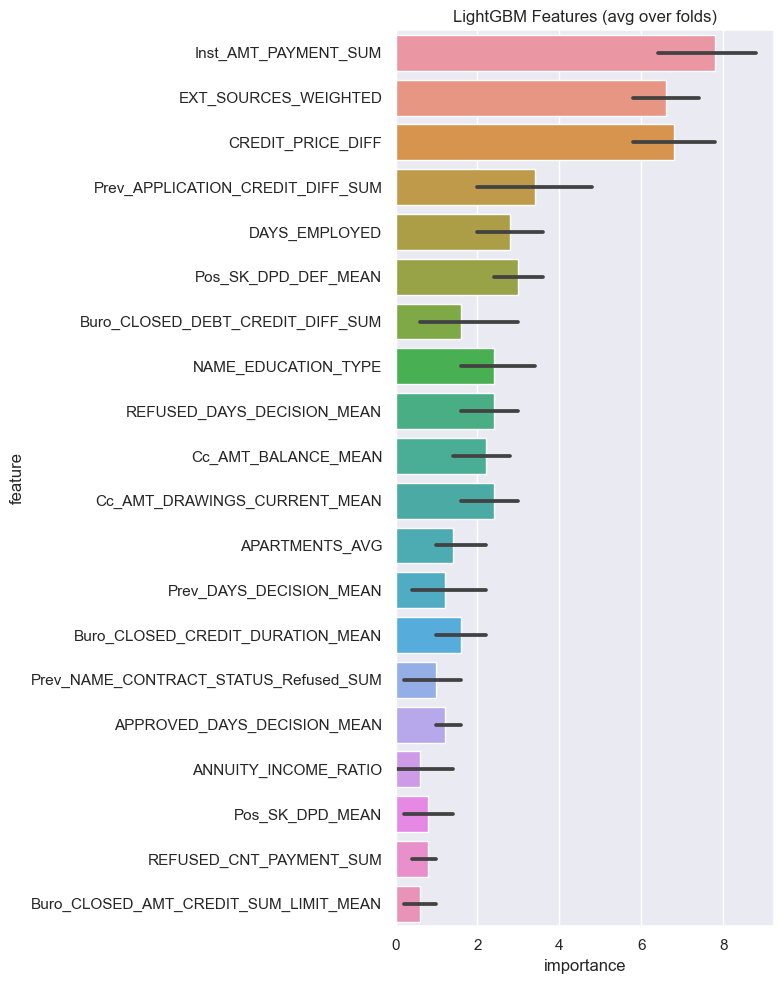 LightGBM Features (avg over folds)
Inst_AMT_PAYMENT_SUM
EXT_SOURCES_WEIGHTED
CREDIT_PRICE_DIFF
Prev_APPLICATION_CREDIT_DIFF_SUM
DAYS_EMPLOYED
Pos_SK_DPD_DEF_MEAN
Buro_CLOSED_DEBT_CREDIT_DIFF_SUM
NAME_EDUCATION_TYPE
REFUSED_DAYS_DECISION_MEAN
Cc_AMT_BALANCE_MEAN
feature
Cc_AMT_DRAWINGS_CURRENT_MEAN
APARTMENTS_AVG
Prev_DAYS_DECISION_MEAN
Buro_CLOSED_CREDIT_DURATION_MEAN
Prev_NAME_CONTRACT_STATUS_Refused_SUM
APPROVED_DAYS_DECISION_MEAN
ANNUITY_INCOME_RATIO
Pos_SK_DPD_MEAN
REFUSED_CNT_PAYMENT_SUM
Buro_CLOSED_AMT_CREDIT_SUM_LIMIT_MEAN
0 2 4 6 8
importance